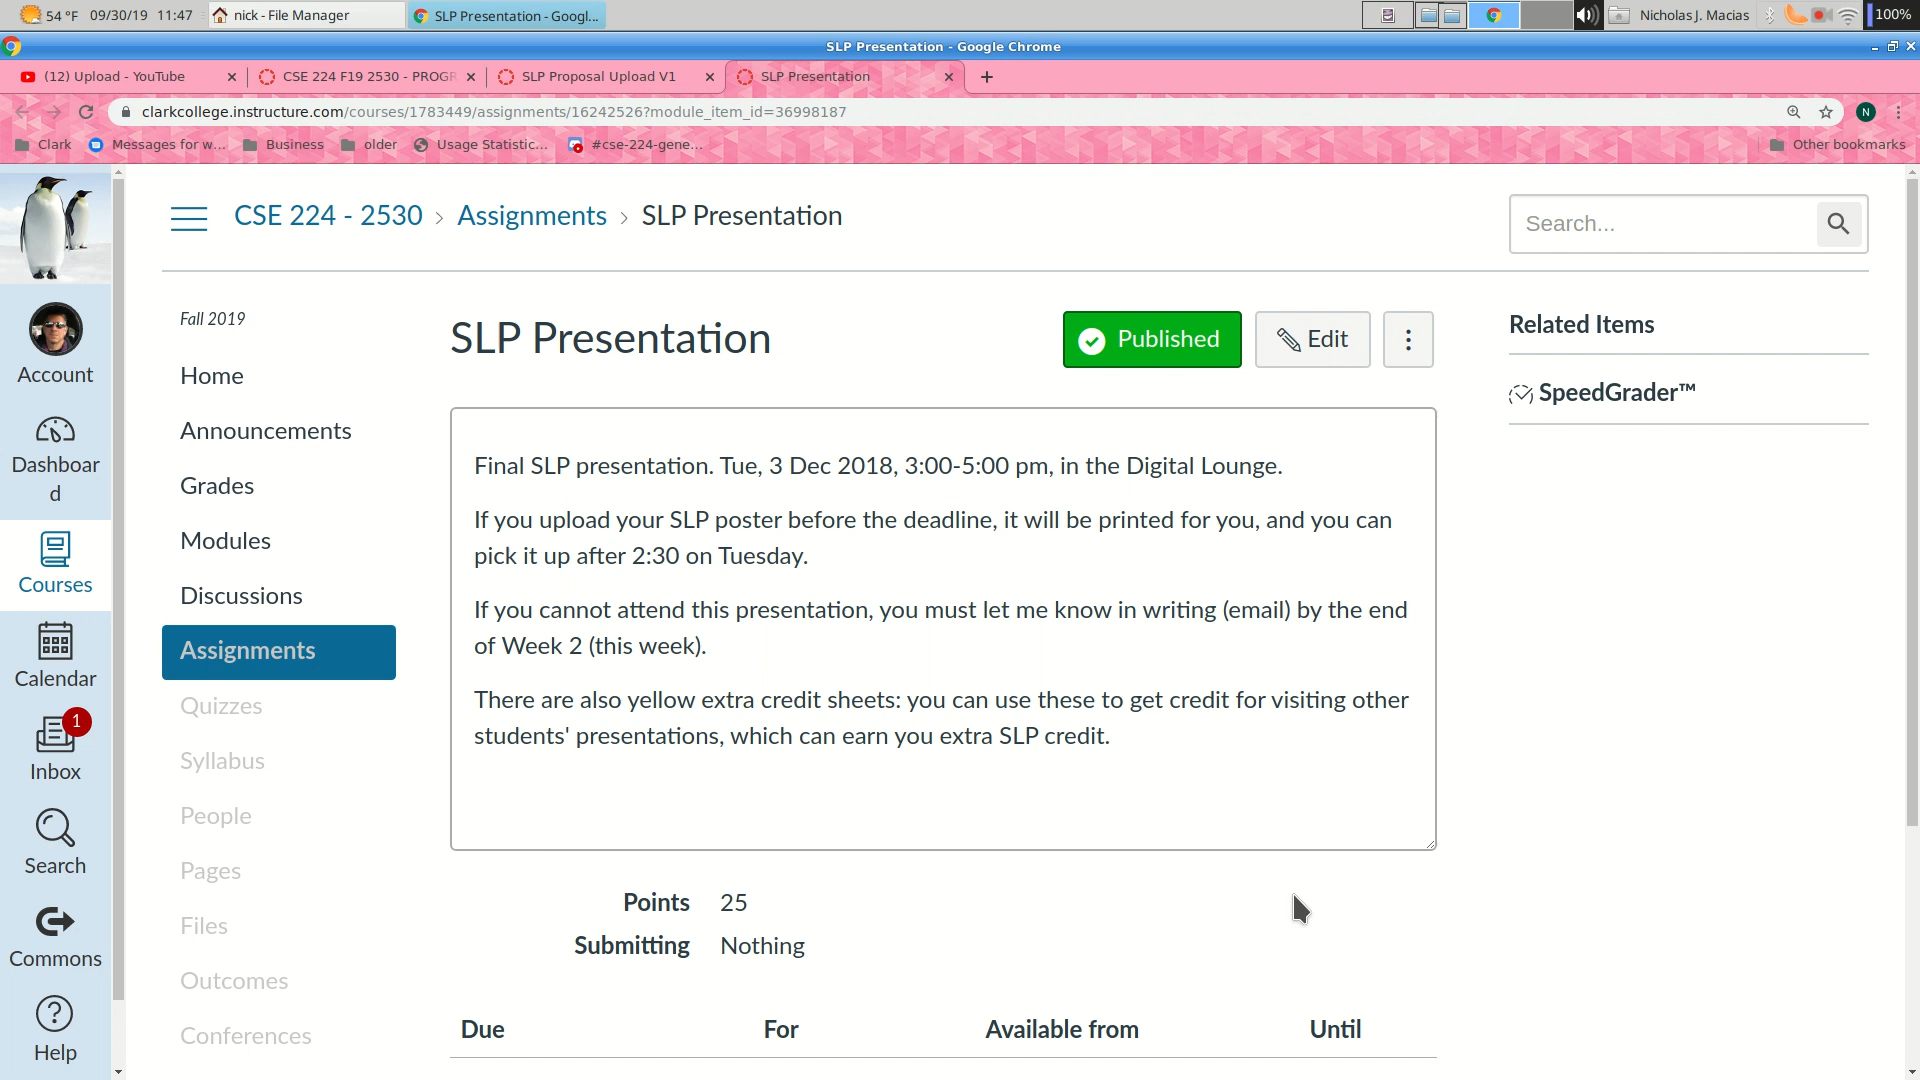 54 °F 09/30/19 11:47 nick - File Manager SLP Presentation - Googl... Nicholas J. Macias 100%
SLP Presentation - Google Chrome
(12) Upload - YouTube CSE 224 F19 2530 - PROGR SLP Proposal Upload V1 SLP Presentation
clarkcollege.instructure.com/courses/1783449/assignments/16242526?module_item_id=36998187 N
Clark Messages for w... Business older Usage Statistic... #cse-224-gene... Other bookmarks
CSE 224 - 2530 › Assignments › SLP Presentation
Search...
Account
Dashboar
d
Courses
Calendar
1
Inbox
Search
Commons
Help
Fall 2019
Home
Announcements
Grades
Modules
Discussions
Assignments
Quizzes
Syllabus
People
Pages
Files
Outcomes
Conferences
SLP Presentation
Published
Edit
Final SLP presentation. Tue, 3 Dec 2018, 3:00-5:00 pm, in the Digital Lounge.
If you upload your SLP poster before the deadline, it will be printed for you, and you can
pick it up after 2:30 on Tuesday.
If you cannot attend this presentation, you must let me know in writing (email) by the end
of Week 2 (this week).
There are also yellow extra credit sheets: you can use these to get credit for visiting other
students' presentations, which can earn you extra SLP credit.
Points 25
Submitting Nothing
Due For Available from Until
Related Items
SpeedGrader™